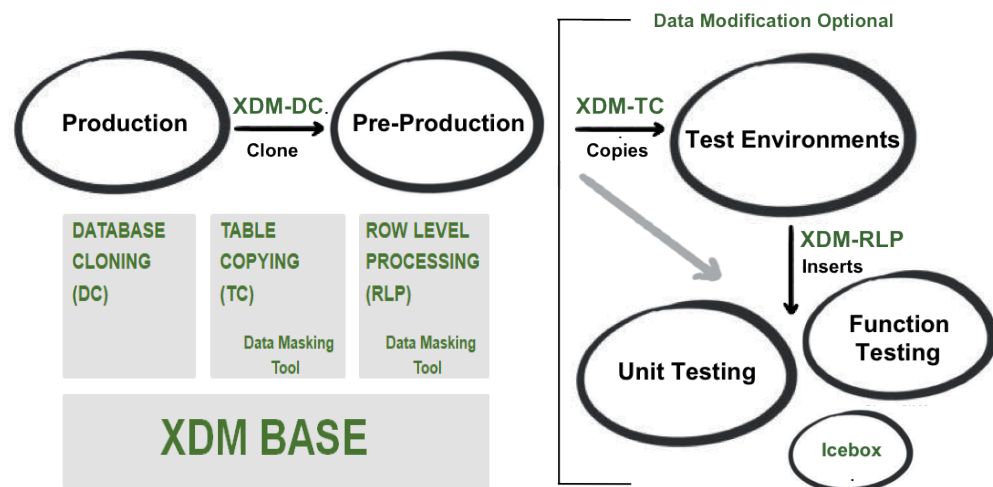 Data Modification Optional
Production
XDM-DC.
Clone
Pre-Production
XDM-TC
Copies
Test Environments
DATABASE
CLONING
(DC)
TABLE
COPYING
(TC)
Data Masking
Tool
ROW LEVEL
PROCESSING
(RLP)
Data Masking
Tool
XDM BASE
XDM-RLP
Inserts
Unit Testing
Function
Testing
Icebox